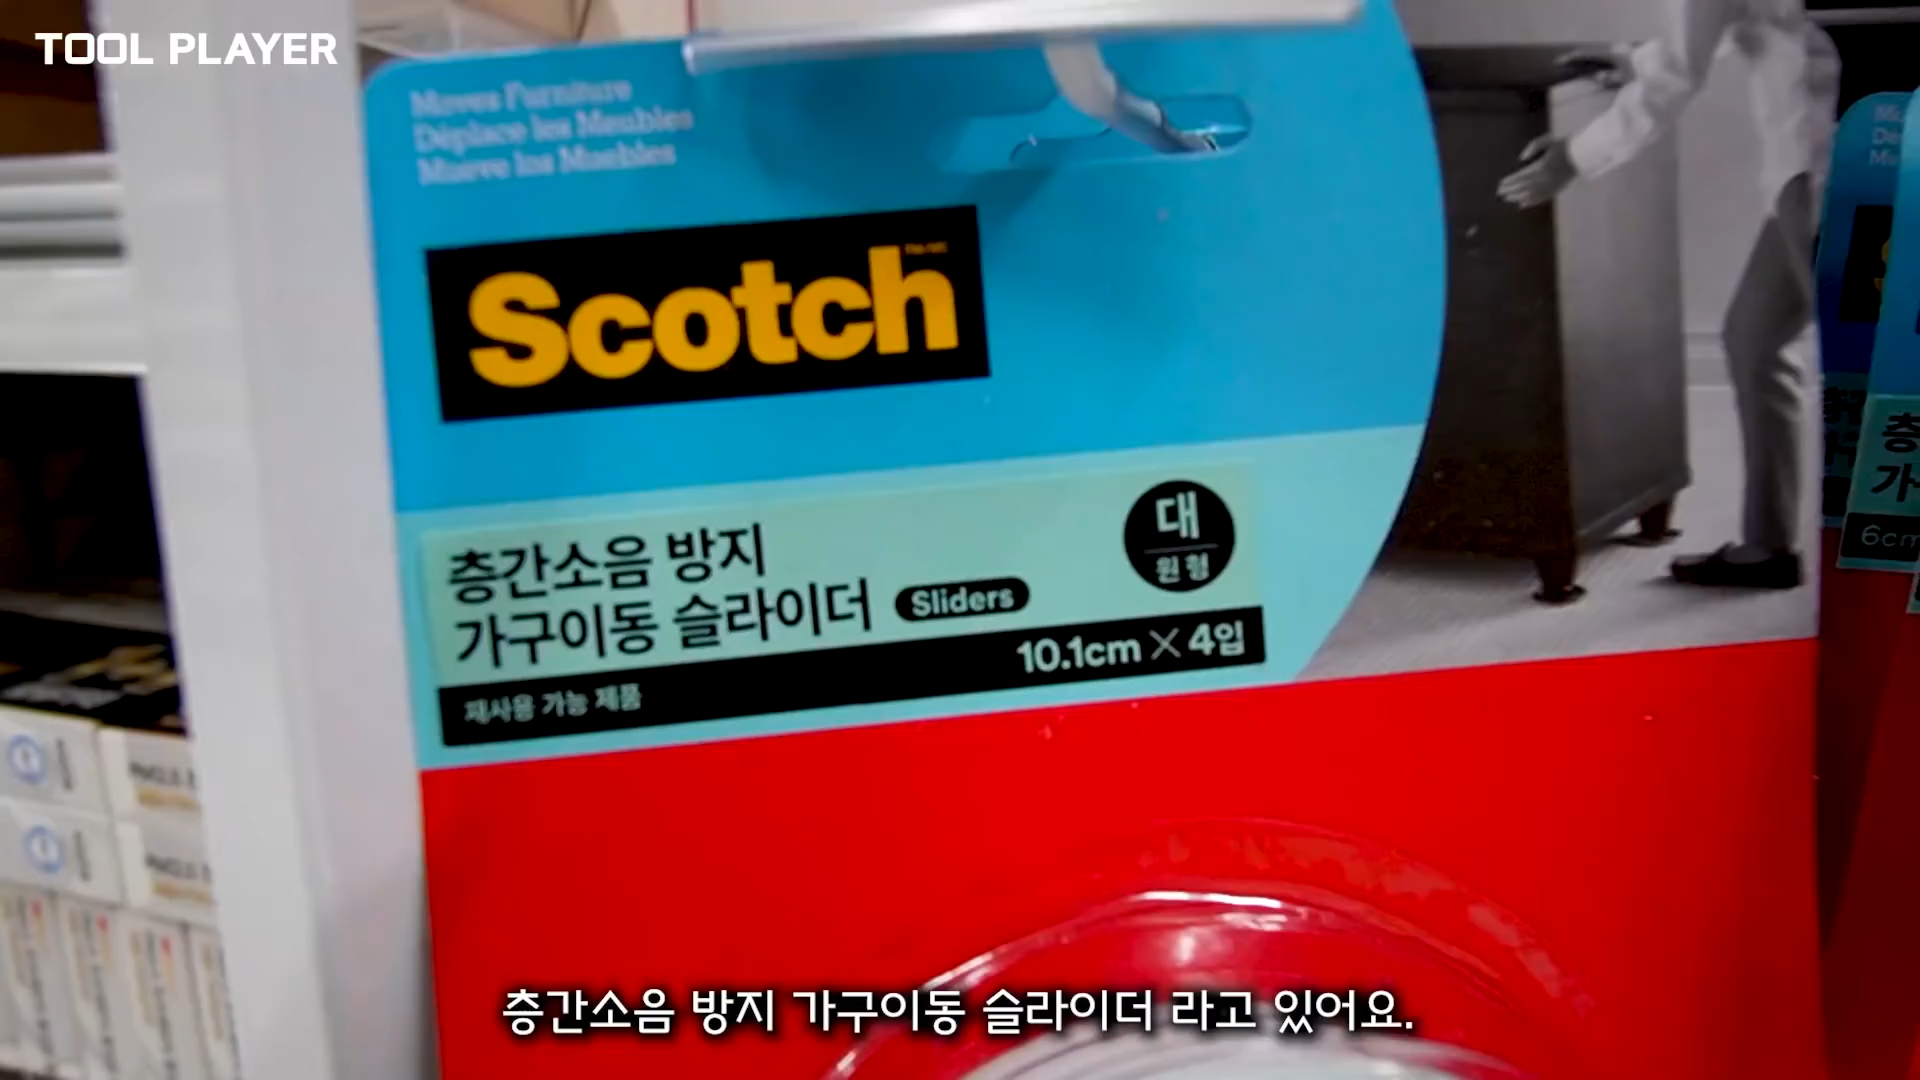 TOOL PLAYER
Moves Furniture
Déplace les Meubles
Mueve los Muebles
Scotch
층간소음 방지
가구이동 슬라이더 Sliders
대
원형
10.1cm X 4입
재사용 가능 제품
층
가
6cm
층간소음 방지 가구이동 슬라이더 라고 있어요.